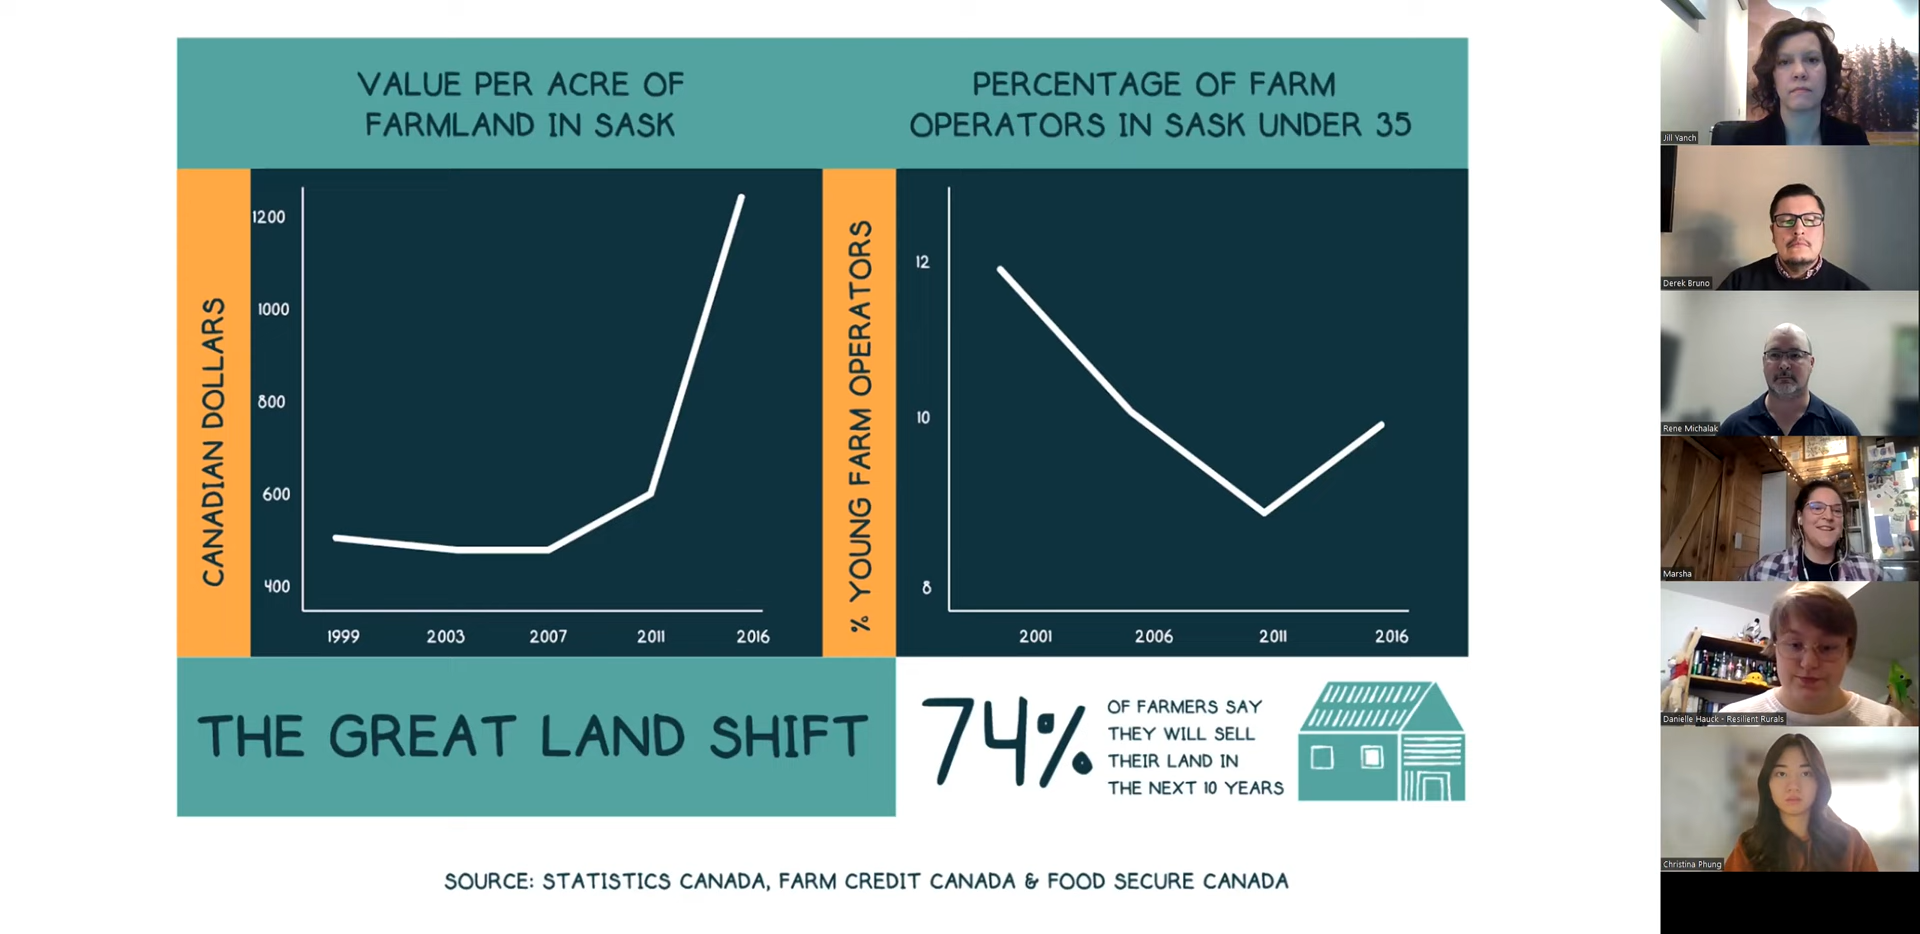 VALUE PER ACRE OF
FARMLAND IN SASK
PERCENTAGE OF FARM
OPERATORS IN SASK UNDER 35
CANADIAN DOLLARS
1200
1000
800
600
400
1999 2003 2007 2011 2016
% YOUNG FARM OPERATORS
12
10
8
2001 2006 2011 2016
THE GREAT LAND SHIFT
74%
OF FARMERS SAY
THEY WILL SELL
THEIR LAND IN
THE NEXT 10 YEARS
SOURCE: STATISTICS CANADA, FARM CREDIT CANADA & FOOD SECURE CANADA
Jill Yanch
Derek Bruno
Rene Michalak
Marsha
Danielle Hauck - Resilient Rurals
Christina Phung